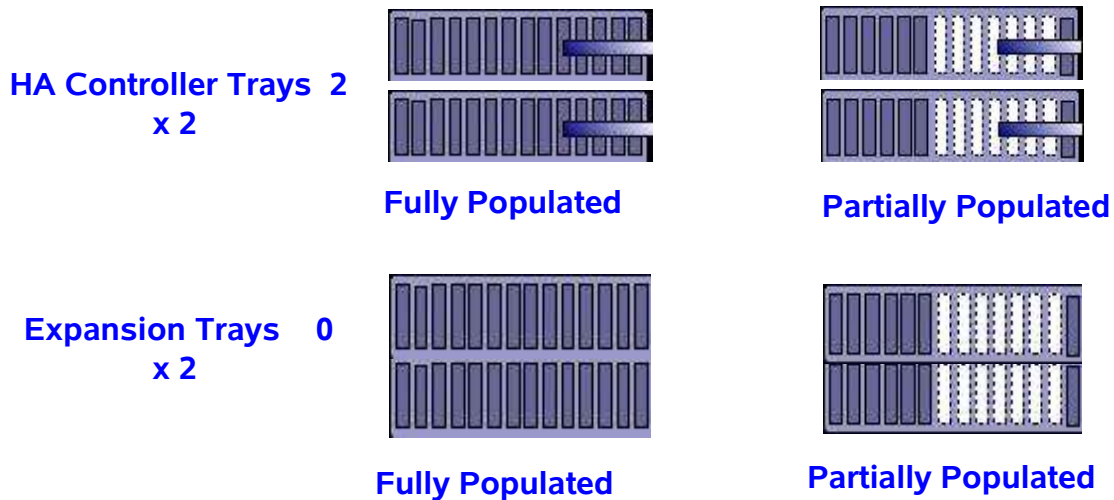 HA Controller Trays 2
x 2
Fully Populated
Partially Populated
Expansion Trays 0
x 2
Fully Populated
Partially Populated